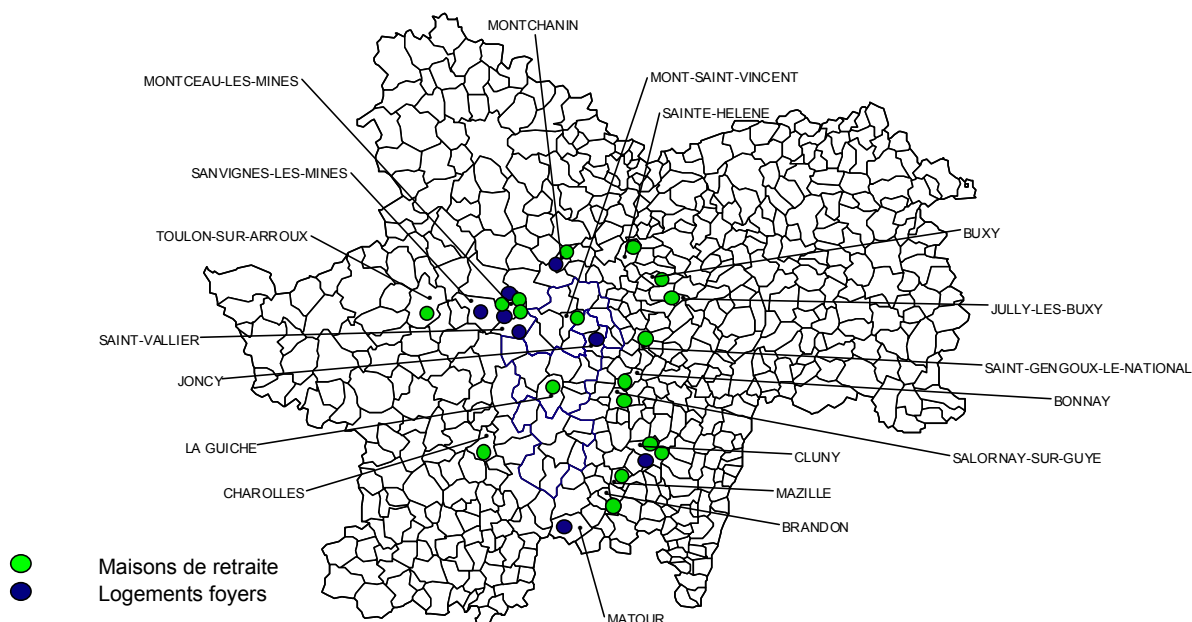 MONTCHANIN
MONTCEAU-LES-MINES
MONT-SAINT-VINCENT
SAINTE-HELENE
SANVIGNES-LES-MINES
TOULON-SUR-ARROUX
BUXY
JULLY-LES-BUXY
SAINT-VALLIER
SAINT-GENGOUX-LE-NATIONAL
JONCY
BONNAY
LA GUICHE
CLUNY
SALORNAY-SUR-GUYE
CHAROLLES
MAZILLE
BRANDON
Maisons de retraite
Logements foyers
MATOUR